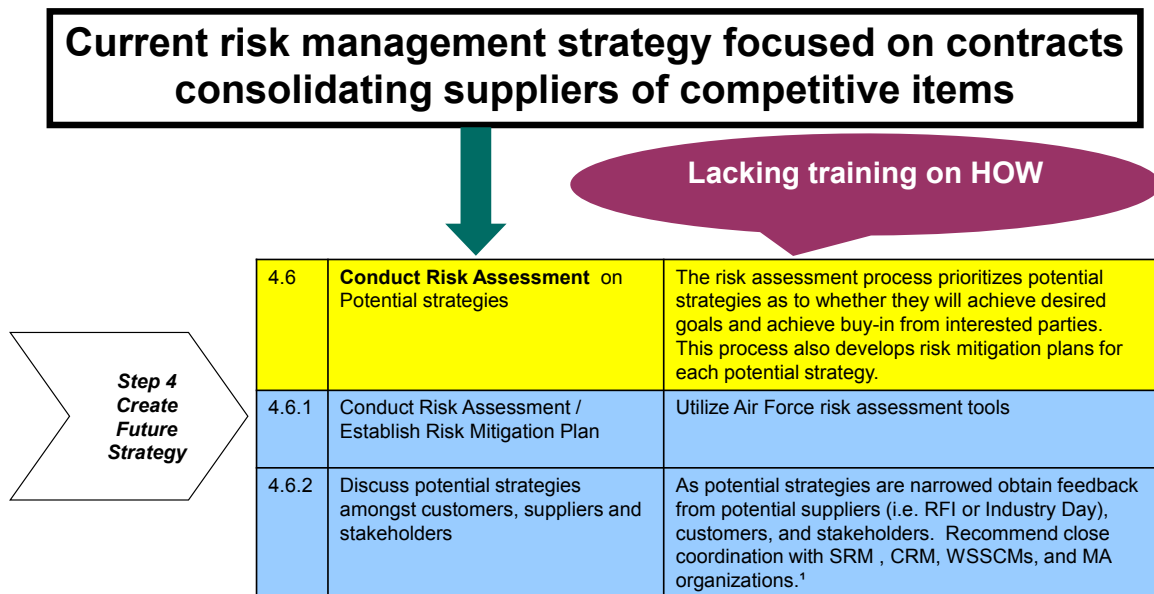 Current risk management strategy focused on contracts
consolidating suppliers of competitive items
Lacking training on HOW
4.6
Conduct Risk Assessment on
Potential strategies
The risk assessment process prioritizes potential
strategies as to whether they will achieve desired
goals and achieve buy-in from interested parties.
This process also develops risk mitigation plans for
each potential strategy.
Step 4
Create
Future
Strategy
4.6.1
Conduct Risk Assessment /
Establish Risk Mitigation Plan
Utilize Air Force risk assessment tools
4.6.2
Discuss potential strategies
amongst customers, suppliers and
stakeholders
As potential strategies are narrowed obtain feedback
from potential suppliers (i.e. RFI or Industry Day),
customers, and stakeholders.  Recommend close
coordination with SRM , CRM, WSSCMs, and MA
organizations.¹